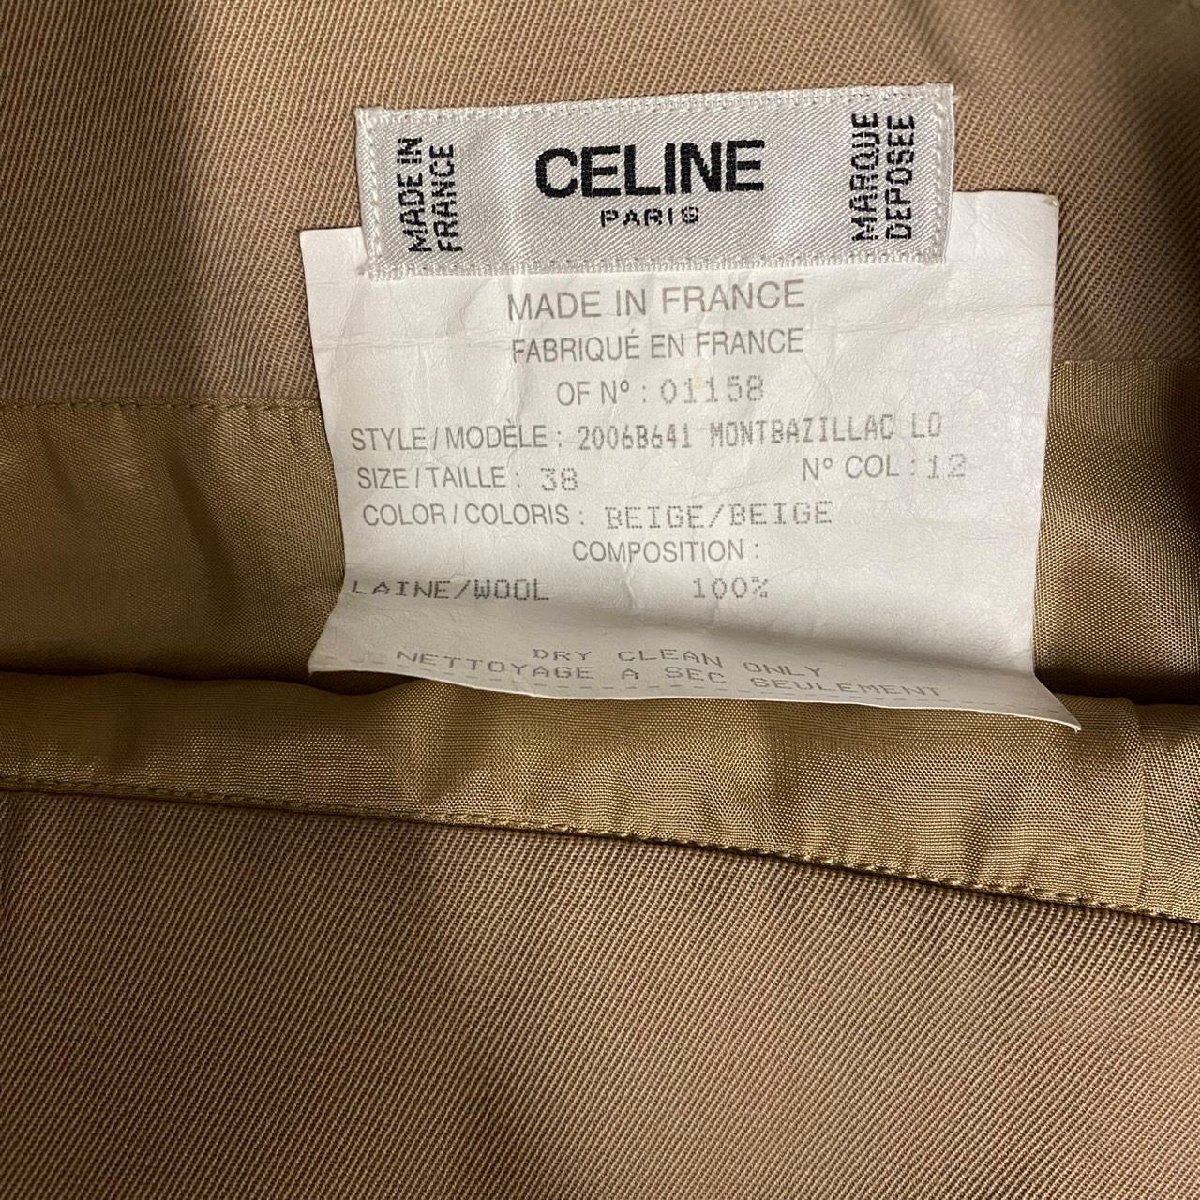 MADE IN
FRANCE
CELINE
PARIS
MARQUE
DEPOSEE
MADE IN FRANCE
FABRIQUÉ EN FRANCE
OF Nº : 01158
STYLE/MODÈLE : 2006B641 MONTBAZILLAC LO
SIZE/TAILLE : 38 Nº COL : 12
COLOR/COLORIS : BEIGE/BEIGE
COMPOSITION :
LAINE/WOOL 100%
DRY CLEAN ONLY
NETTOYAGE A SEC SEULEMENT